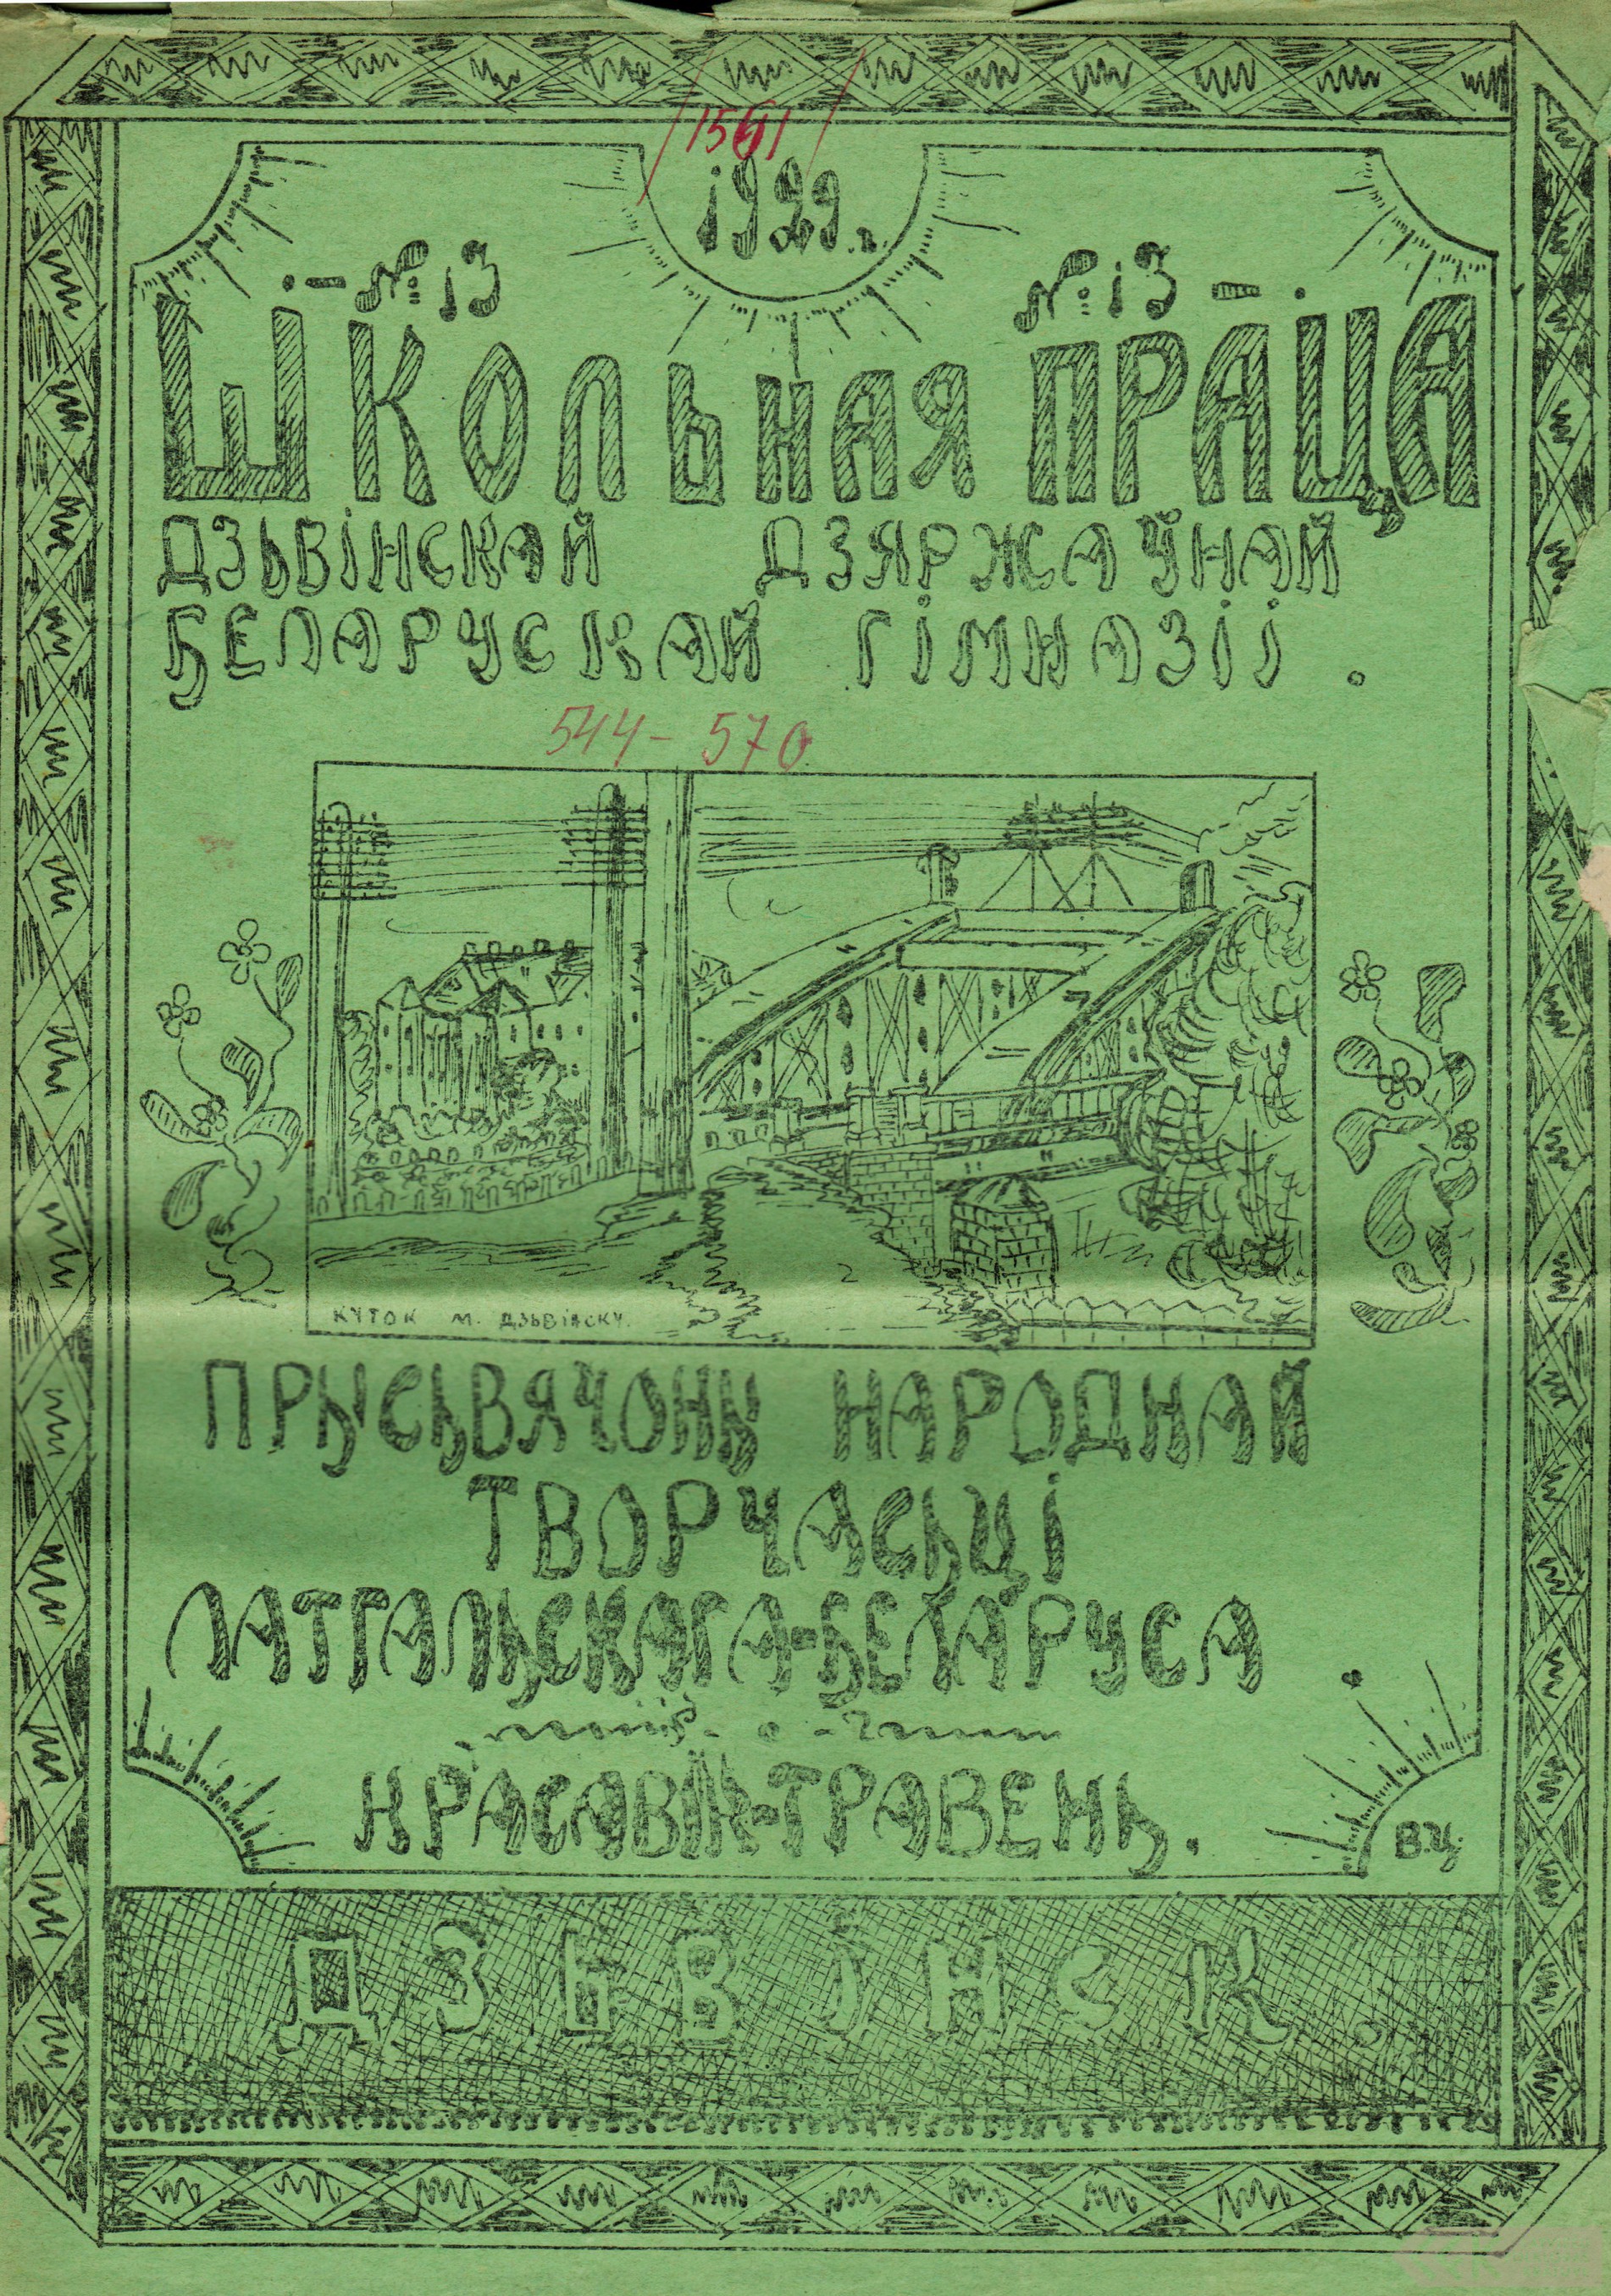 1561
1929 г.
№ 13 № 13
ШКОЛЬНАЯ ПРАЦА
ДЗЬВІНСКАЙ ДЗЯРЖАЎНАЙ
БЕЛАРУСКАЙ ГІМНАЗІІ.
544-570
КУТОК М. ДЗЬВІНСКУ.
ПРЫСЬВЯЧОНЫ НАРОДНАЙ
ТВОРЧАСЬЦІ
ЛАТГАЛЬСКАГА-БЕЛАРУСА
КРАСАВІК-ТРАВЕНЬ.
В.Ц.
ДЗЬВІНСК.